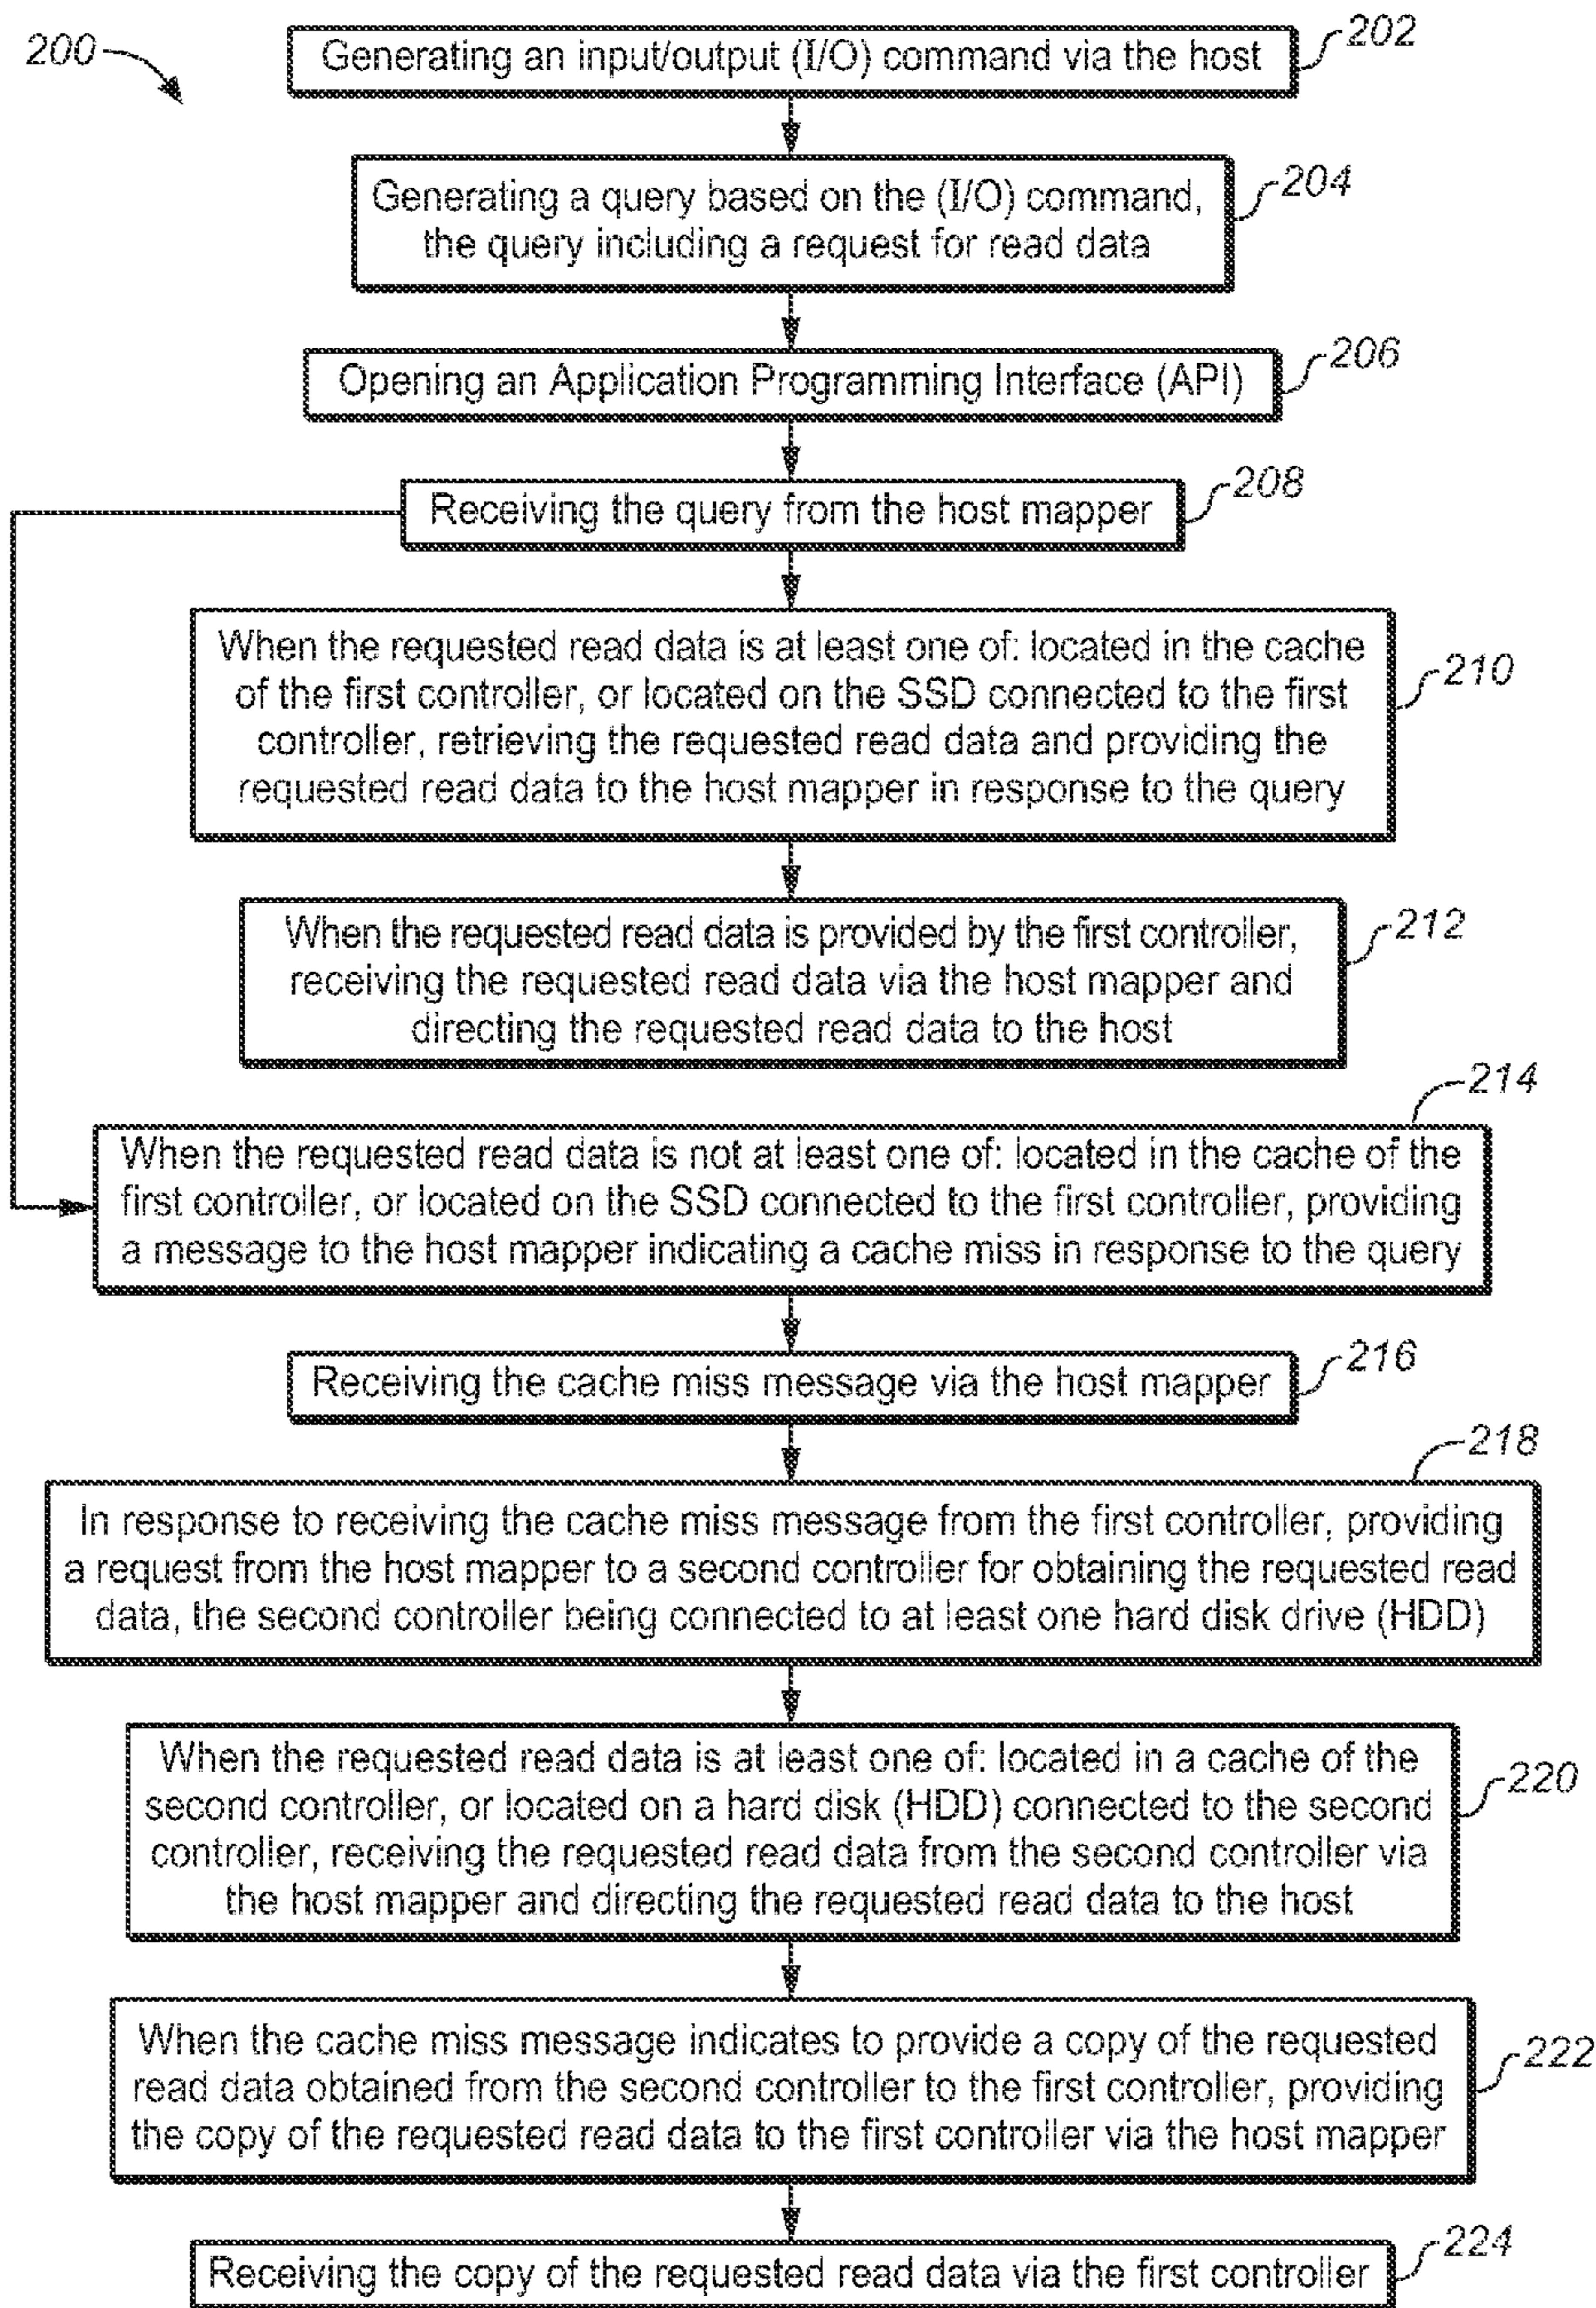 200
Generating an input/output (I/O) command via the host
202
Generating a query based on the (I/O) command,
the query including a request for read data
204
Opening an Application Programming Interface (API)
206
Receiving the query from the host mapper
208
When the requested read data is at least one of: located in the cache
of the first controller, or located on the SSD connected to the first
controller, retrieving the requested read data and providing the
requested read data to the host mapper in response to the query
210
When the requested read data is provided by the first controller,
receiving the requested read data via the host mapper and
directing the requested read data to the host
212
214
When the requested read data is not at least one of: located in the cache of the
first controller, or located on the SSD connected to the first controller, providing
a message to the host mapper indicating a cache miss in response to the query
Receiving the cache miss message via the host mapper
216
218
In response to receiving the cache miss message from the first controller, providing
a request from the host mapper to a second controller for obtaining the requested read
data, the second controller being connected to at least one hard disk drive (HDD)
When the requested read data is at least one of: located in a cache of the
second controller, or located on a hard disk (HDD) connected to the second
controller, receiving the requested read data from the second controller via
the host mapper and directing the requested read data to the host
220
When the cache miss message indicates to provide a copy of the requested
read data obtained from the second controller to the first controller, providing
the copy of the requested read data to the first controller via the host mapper
222
Receiving the copy of the requested read data via the first controller
224